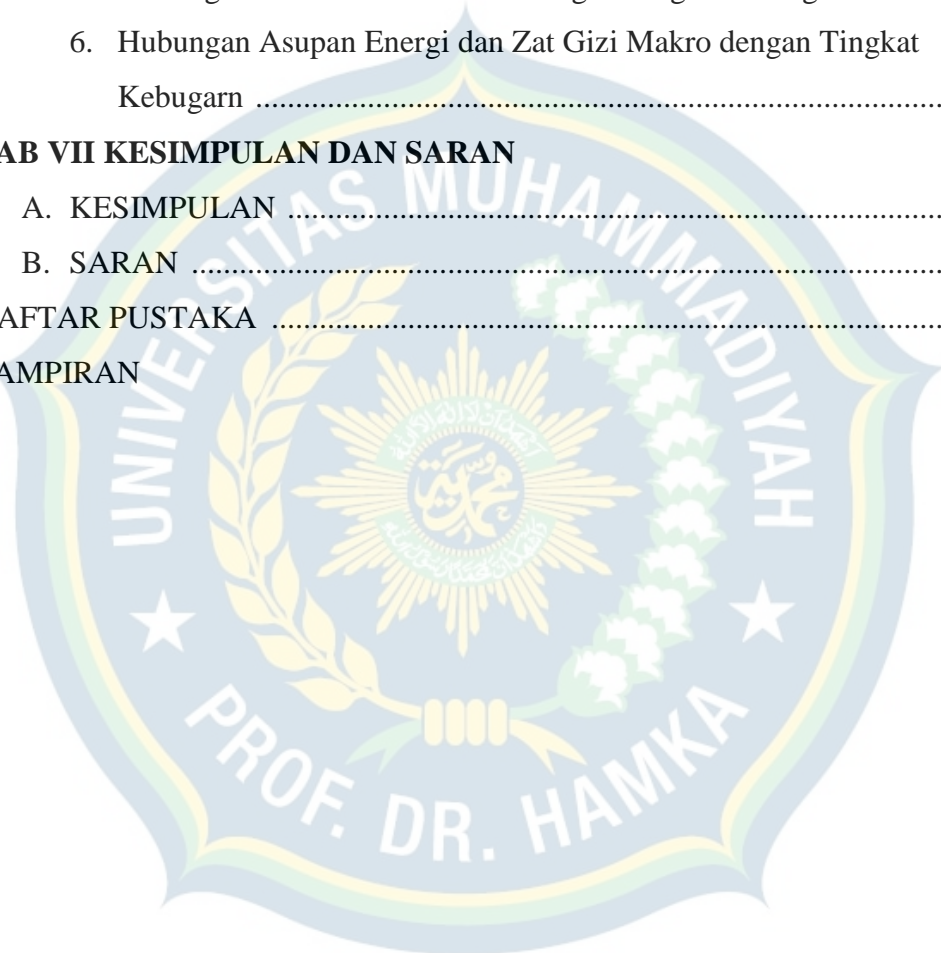 6. Hubungan Asupan Energi dan Zat Gizi Makro dengan Tingkat
Kebugarn ......................................................................................
AB VII KESIMPULAN DAN SARAN
A. KESIMPULAN ..................................................................................
B. SARAN ..............................................................................................
AFTAR PUSTAKA ....................................................................................
AMPIRAN
UNIVERSITAS MUHAMMADIYAH
PROF. DR. HAMKA